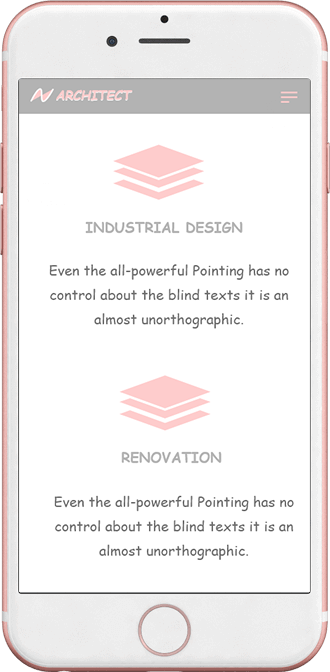 ARCHITECT
INDUSTRIAL DESIGN
Even the all-powerful Pointing has no
control about the blind texts it is an
almost unorthographic.
RENOVATION
Even the all-powerful Pointing has no
control about the blind texts it is an
almost unorthographic.